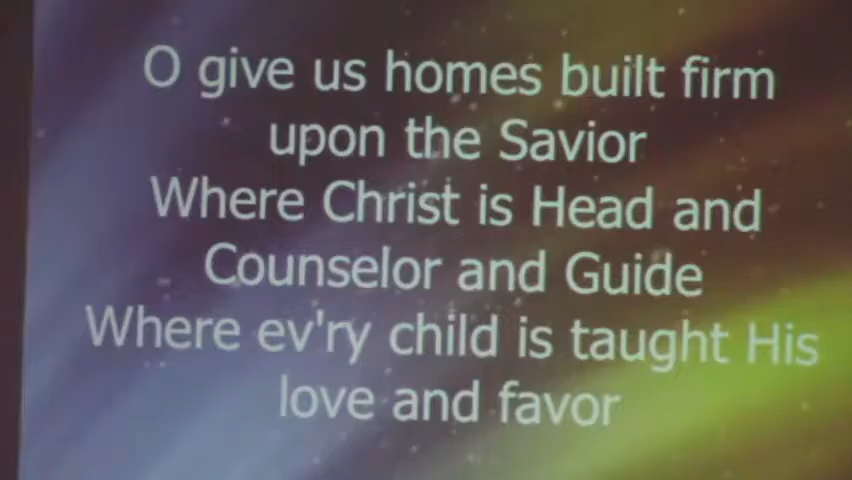 O give us homes built firm
upon the Savior
Where Christ is Head and
Counselor and Guide
Where ev'ry child is taught His
love and favor